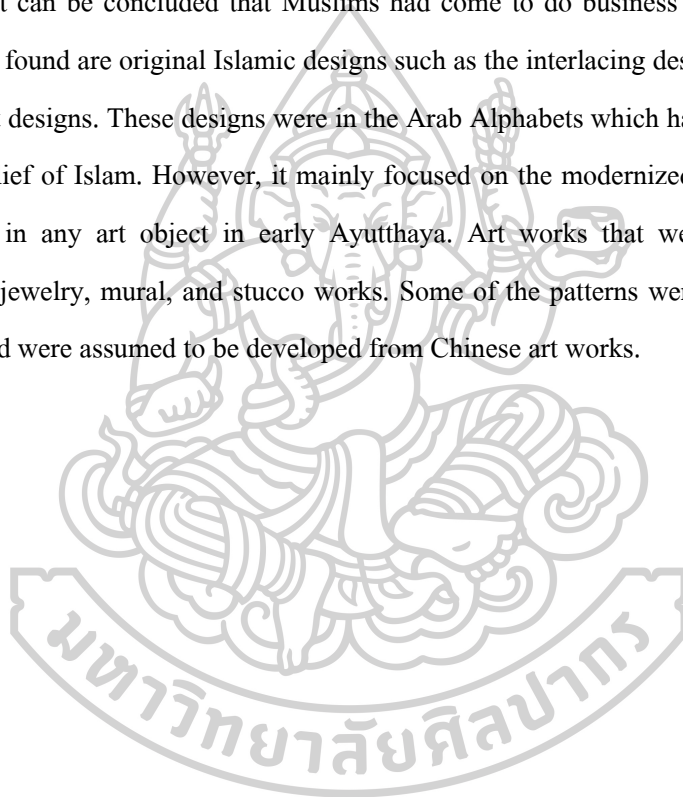 t can be concluded that Muslims had come to do business
found are original Islamic designs such as the interlacing des
t designs. These designs were in the Arab Alphabets which ha
lief of Islam. However, it mainly focused on the modernized
in any art object in early Ayutthaya. Art works that we
jewelry, mural, and stucco works. Some of the patterns wer
d were assumed to be developed from Chinese art works.
มหาวิทยาลัยศิลปากร